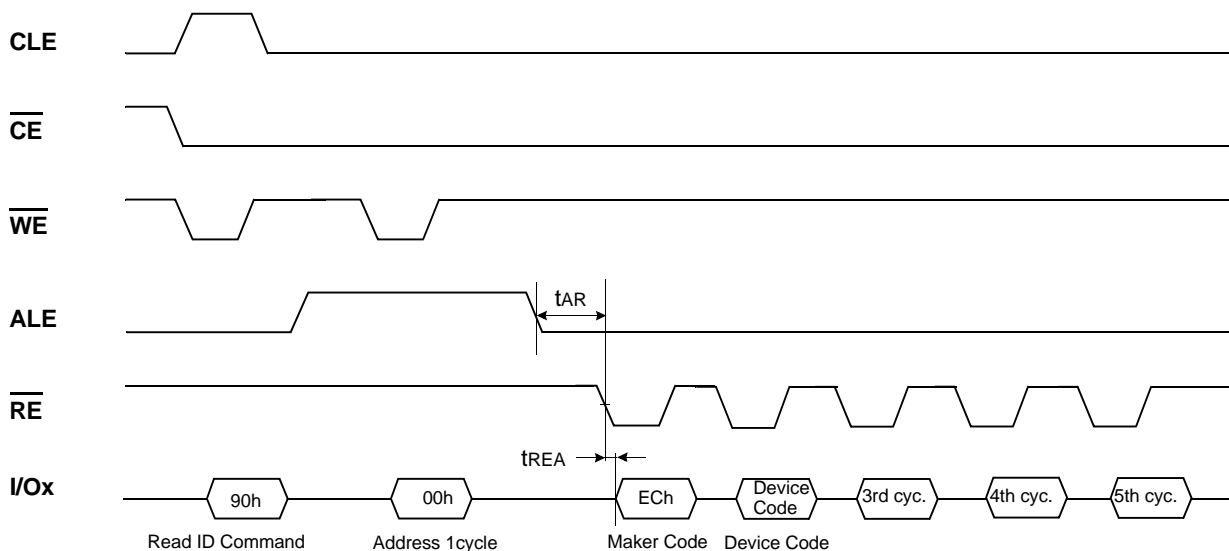 CLE
CE
WE
ALE
tAR
RE
tREA
I/Ox
90h
00h
ECh
Device
Code
3rd cyc.
4th cyc.
5th cyc.
Read ID Command
Address 1cycle
Maker Code
Device Code